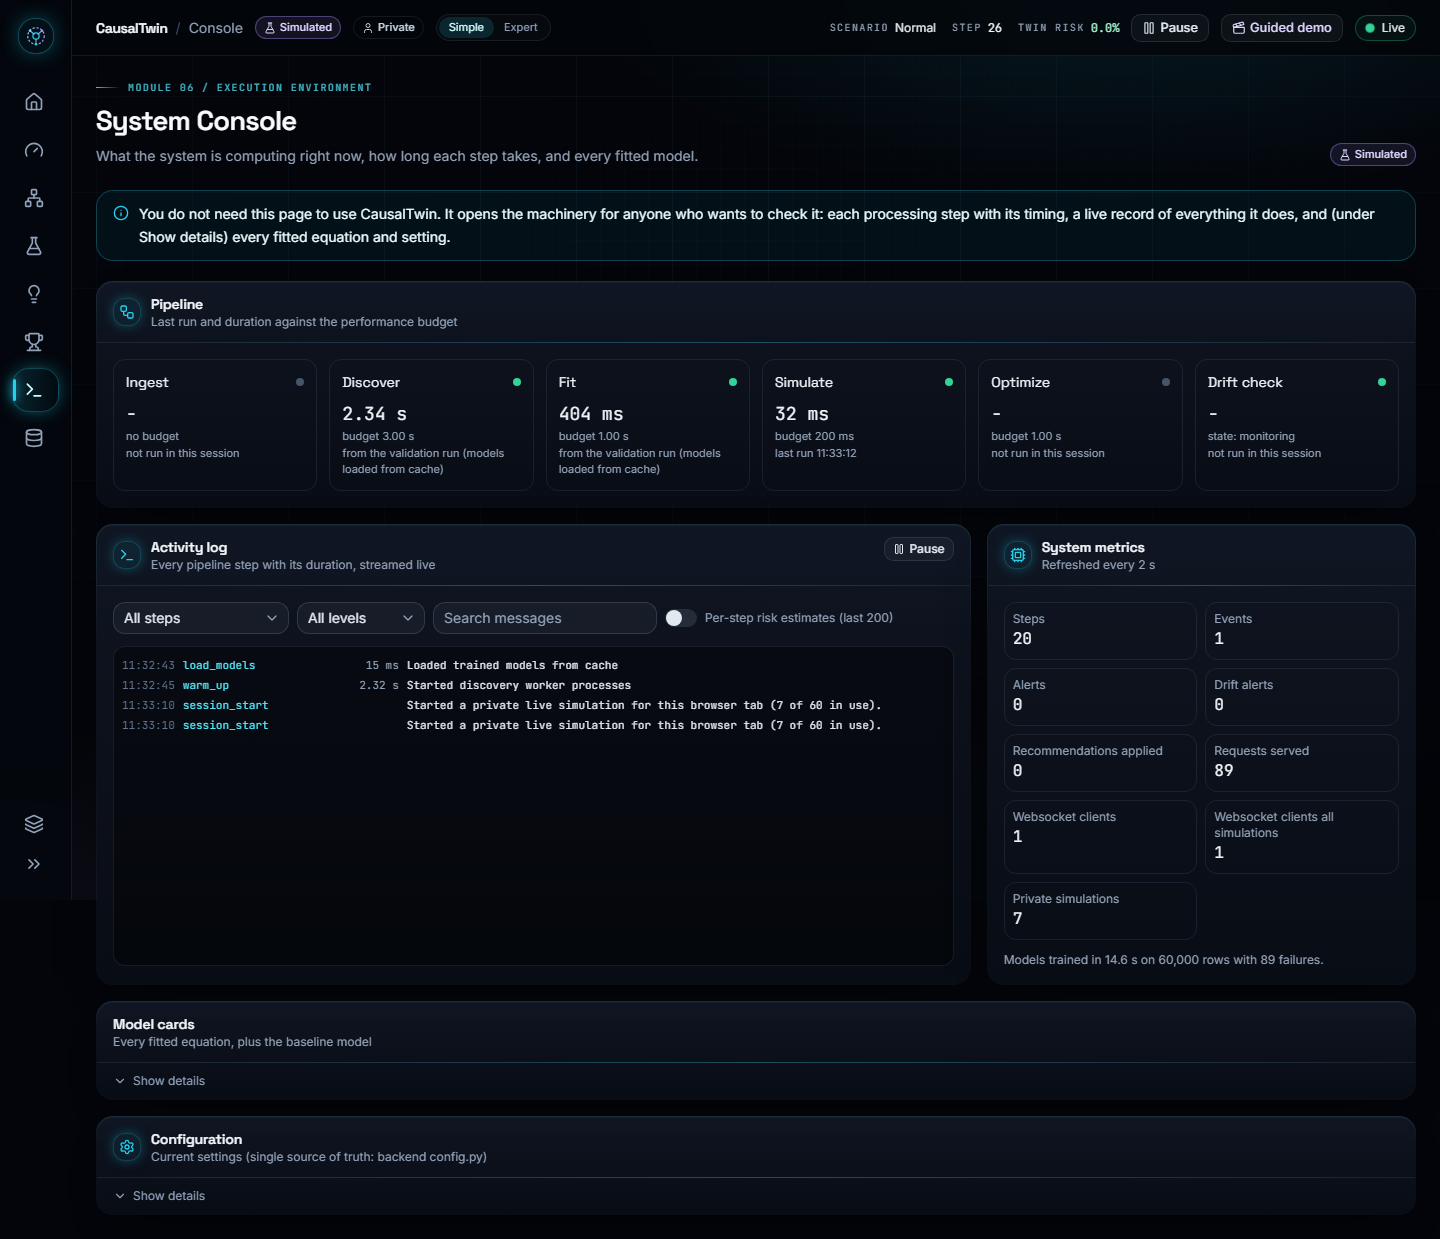 CausalTwin / Console Simulated Private Simple Expert SCENARIO Normal STEP 26 TWIN RISK 0.0% Pause Guided demo Live
MODULE 06 / EXECUTION ENVIRONMENT
System Console
What the system is computing right now, how long each step takes, and every fitted model.
Simulated
You do not need this page to use CausalTwin. It opens the machinery for anyone who wants to check it: each processing step with its timing, a live record of everything it does, and (under
Show details) every fitted equation and setting.
Pipeline
Last run and duration against the performance budget
Ingest
-
no budget
not run in this session
Discover
2.34 s
budget 3.00 s
from the validation run (models
loaded from cache)
Fit
404 ms
budget 1.00 s
from the validation run (models
loaded from cache)
Simulate
32 ms
budget 200 ms
last run 11:33:12
Optimize
-
budget 1.00 s
not run in this session
Drift check
-
state: monitoring
not run in this session
Activity log
Every pipeline step with its duration, streamed live
Pause
All steps All levels Search messages Per-step risk estimates (last 200)
11:32:43 load_models 15 ms Loaded trained models from cache
11:32:45 warm_up 2.32 s Started discovery worker processes
11:33:10 session_start Started a private live simulation for this browser tab (7 of 60 in use).
11:33:10 session_start Started a private live simulation for this browser tab (7 of 60 in use).
System metrics
Refreshed every 2 s
Steps
20
Events
1
Alerts
0
Drift alerts
0
Recommendations applied
0
Requests served
89
Websocket clients
1
Websocket clients all
simulations
1
Private simulations
7
Models trained in 14.6 s on 60,000 rows with 89 failures.
Model cards
Every fitted equation, plus the baseline model
Show details
Configuration
Current settings (single source of truth: backend config.py)
Show details